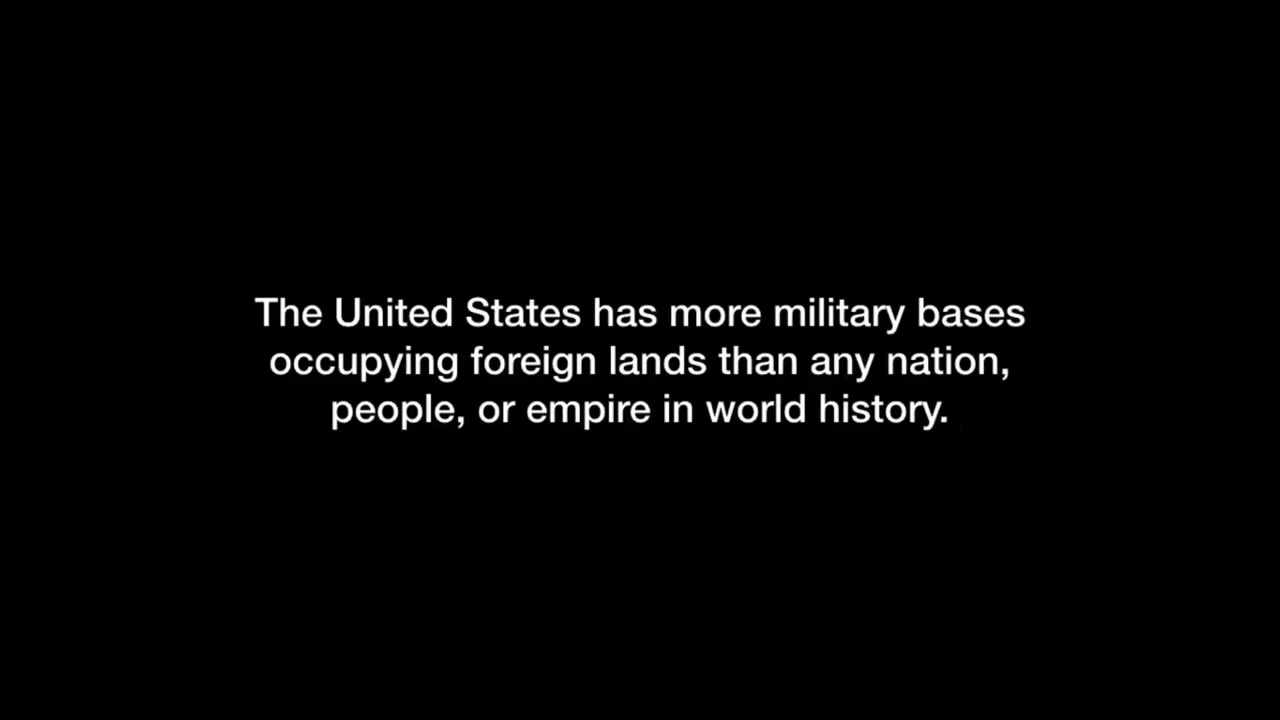 The United States has more military bases
occupying foreign lands than any nation,
people, or empire in world history.